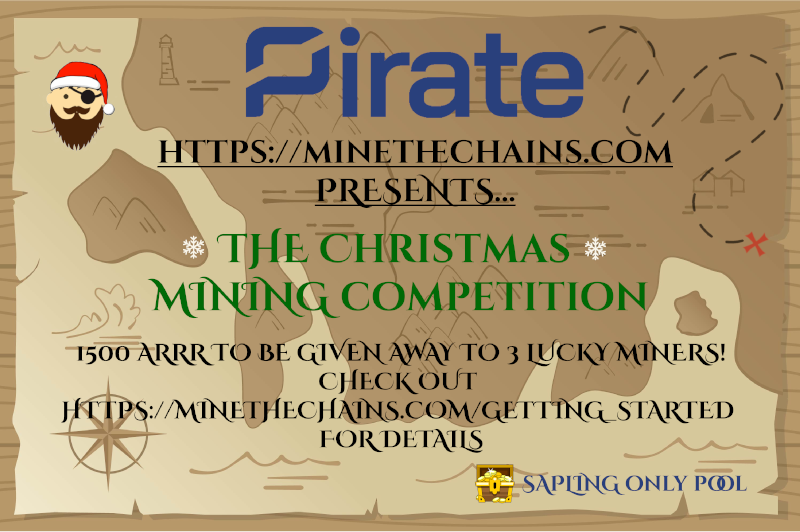 Pirate
HTTPS://MINETHECHAINS.COM
PRESENTS...
THE CHRISTMAS
MINING COMPETITION
1500 ARRR TO BE GIVEN AWAY TO 3 LUCKY MINERS!
CHECK OUT
HTTPS://MINETHECHAINS.COM/GETTING_STARTED
FOR DETAILS
SAPLING ONLY POOL